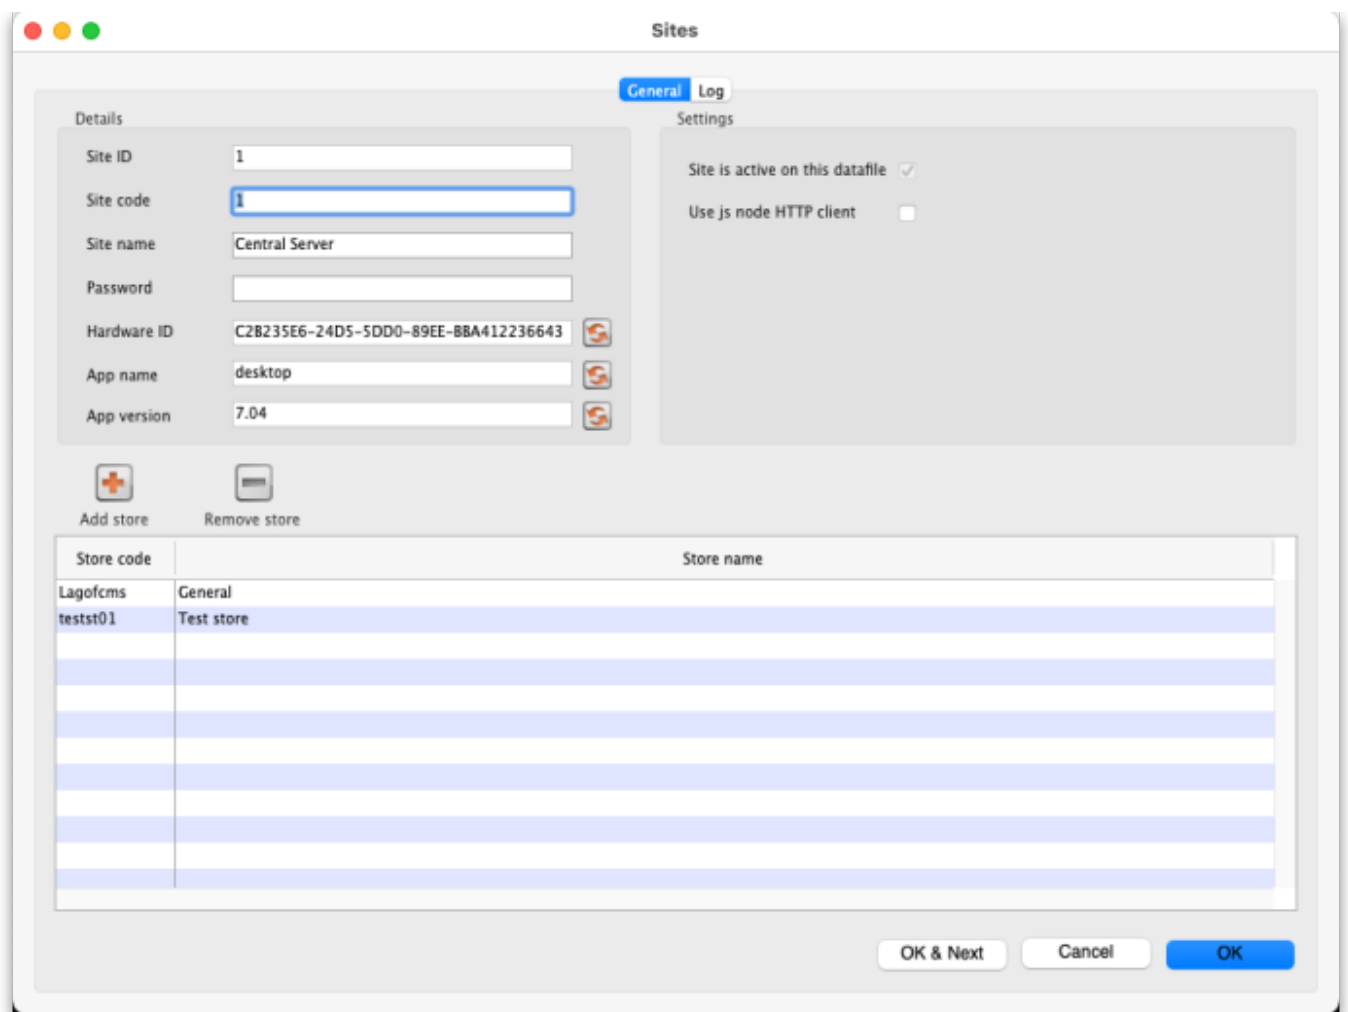 Sites
General Log
Details
Settings
Site ID 1
Site code 1
Site name Central Server
Password
Hardware ID C2B235E6-24D5-5DD0-89EE-BBA412236643
App name desktop
App version 7.04
Site is active on this datafile
Use js node HTTP client
Add store Remove store
Store code Store name
Lagofcms General
testst01 Test store
OK & Next Cancel OK